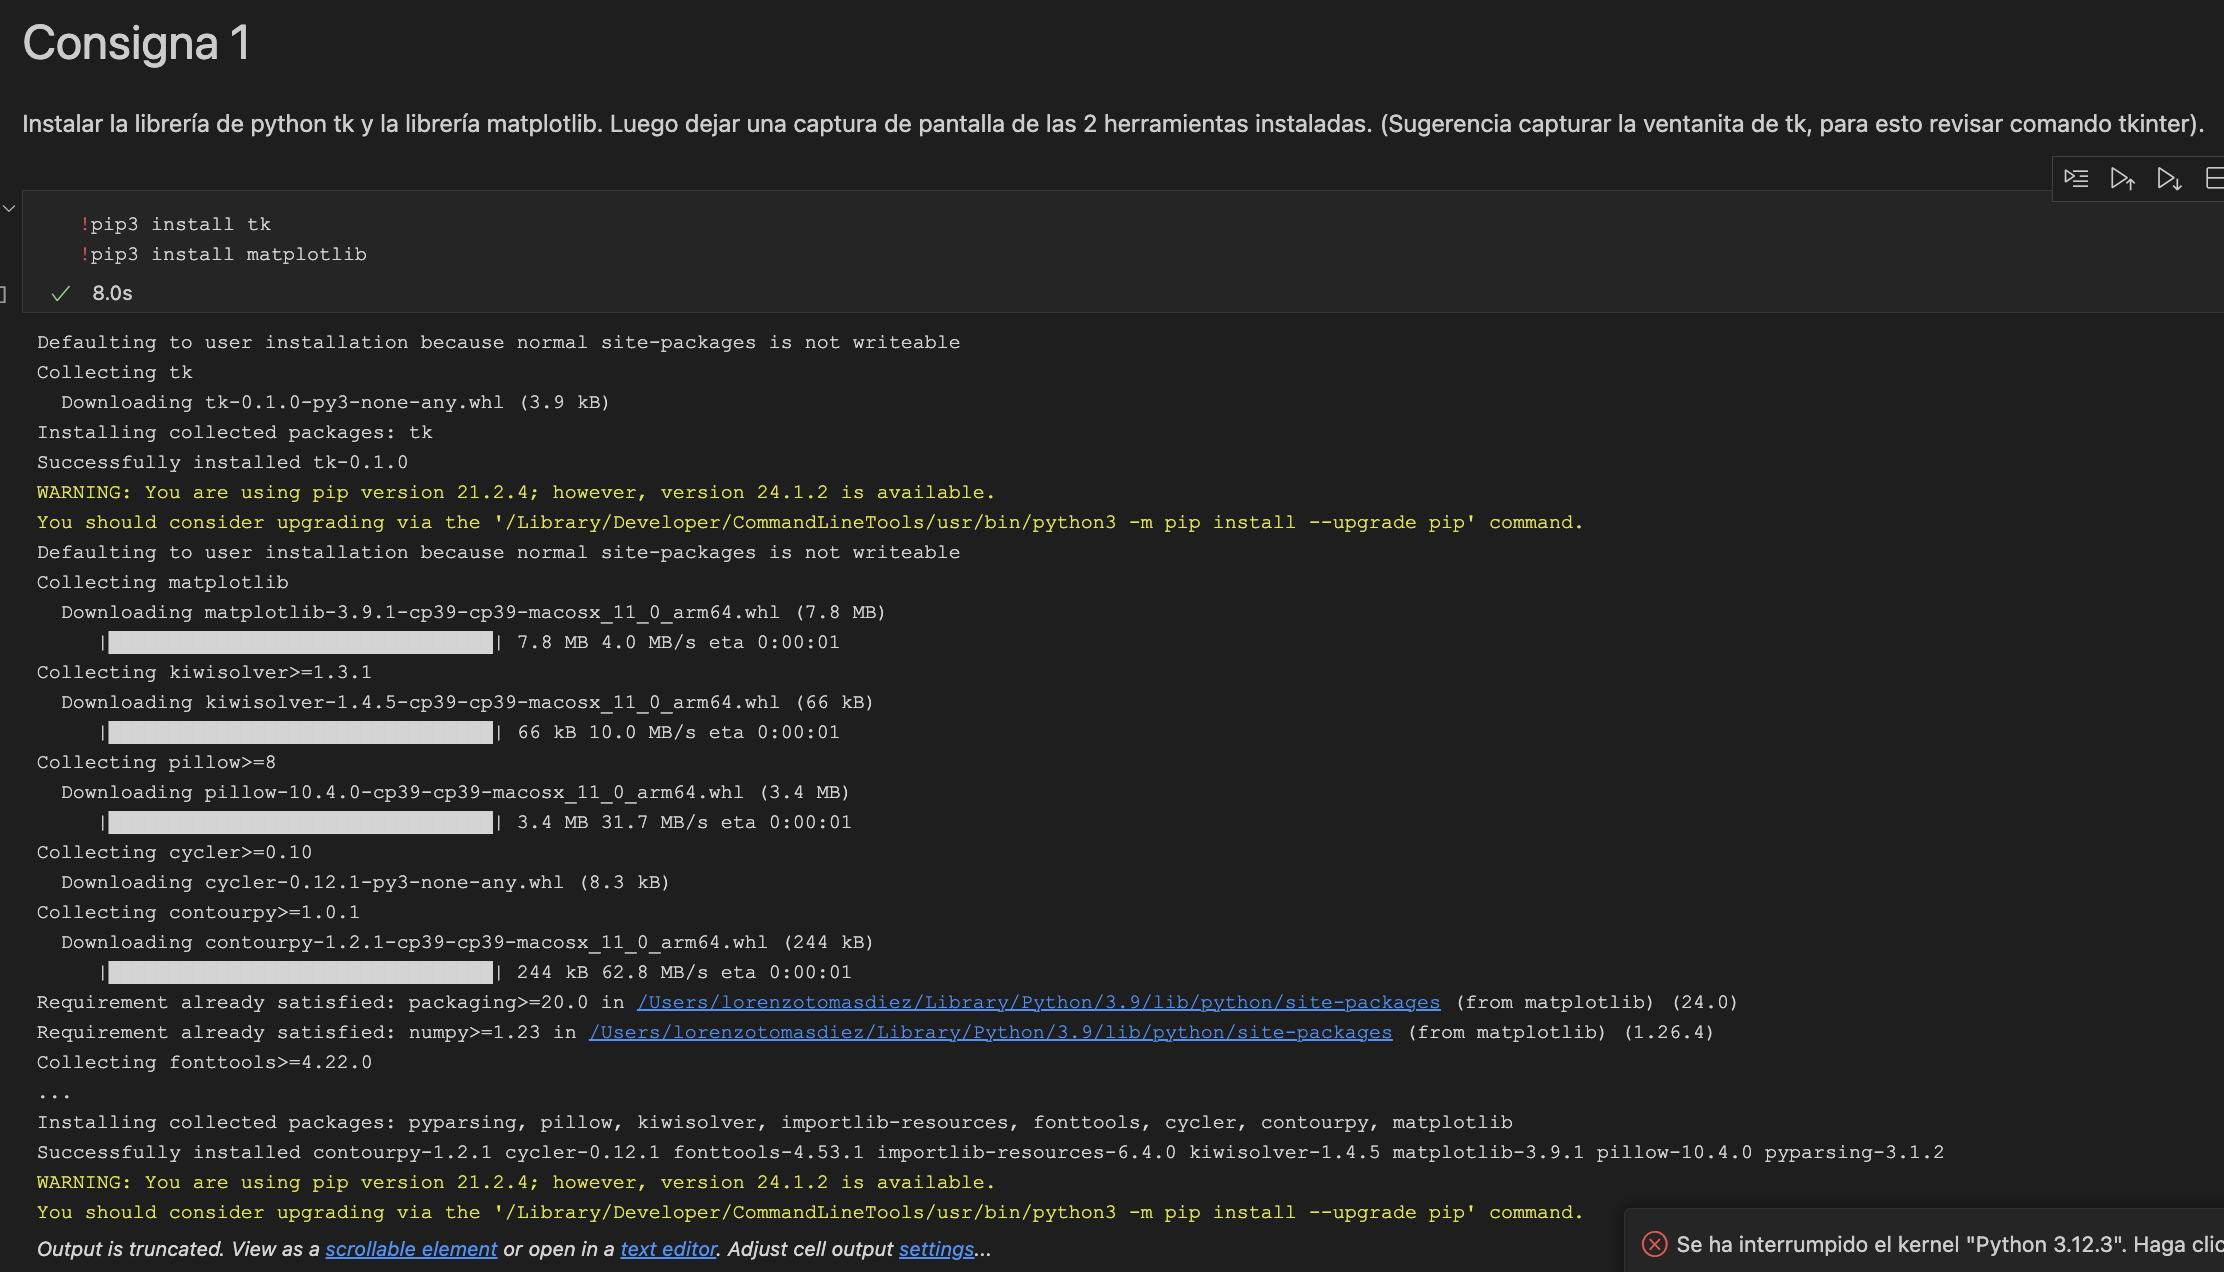 Consigna 1
Instalar la librería de python tk y la librería matplotlib. Luego dejar una captura de pantalla de las 2 herramientas instaladas. (Sugerencia capturar la ventanita de tk, para esto revisar comando tkinter).
!pip3 install tk
!pip3 install matplotlib
8.0s
Defaulting to user installation because normal site-packages is not writeable
Collecting tk
  Downloading tk-0.1.0-py3-none-any.whl (3.9 kB)
Installing collected packages: tk
Successfully installed tk-0.1.0
WARNING: You are using pip version 21.2.4; however, version 24.1.2 is available.
You should consider upgrading via the '/Library/Developer/CommandLineTools/usr/bin/python3 -m pip install --upgrade pip' command.
Defaulting to user installation because normal site-packages is not writeable
Collecting matplotlib
  Downloading matplotlib-3.9.1-cp39-cp39-macosx_11_0_arm64.whl (7.8 MB)
| | 7.8 MB 4.0 MB/s eta 0:00:01
Collecting kiwisolver>=1.3.1
  Downloading kiwisolver-1.4.5-cp39-cp39-macosx_11_0_arm64.whl (66 kB)
| | 66 kB 10.0 MB/s eta 0:00:01
Collecting pillow>=8
  Downloading pillow-10.4.0-cp39-cp39-macosx_11_0_arm64.whl (3.4 MB)
| | 3.4 MB 31.7 MB/s eta 0:00:01
Collecting cycler>=0.10
  Downloading cycler-0.12.1-py3-none-any.whl (8.3 kB)
Collecting contourpy>=1.0.1
  Downloading contourpy-1.2.1-cp39-cp39-macosx_11_0_arm64.whl (244 kB)
| | 244 kB 62.8 MB/s eta 0:00:01
Requirement already satisfied: packaging>=20.0 in /Users/lorenzotomasdiez/Library/Python/3.9/lib/python/site-packages (from matplotlib) (24.0)
Requirement already satisfied: numpy>=1.23 in /Users/lorenzotomasdiez/Library/Python/3.9/lib/python/site-packages (from matplotlib) (1.26.4)
Collecting fonttools>=4.22.0
...
Installing collected packages: pyparsing, pillow, kiwisolver, importlib-resources, fonttools, cycler, contourpy, matplotlib
Successfully installed contourpy-1.2.1 cycler-0.12.1 fonttools-4.53.1 importlib-resources-6.4.0 kiwisolver-1.4.5 matplotlib-3.9.1 pillow-10.4.0 pyparsing-3.1.2
WARNING: You are using pip version 21.2.4; however, version 24.1.2 is available.
You should consider upgrading via the '/Library/Developer/CommandLineTools/usr/bin/python3 -m pip install --upgrade pip' command.
Output is truncated. View as a scrollable element or open in a text editor. Adjust cell output settings...
Se ha interrumpido el kernel "Python 3.12.3". Haga clic